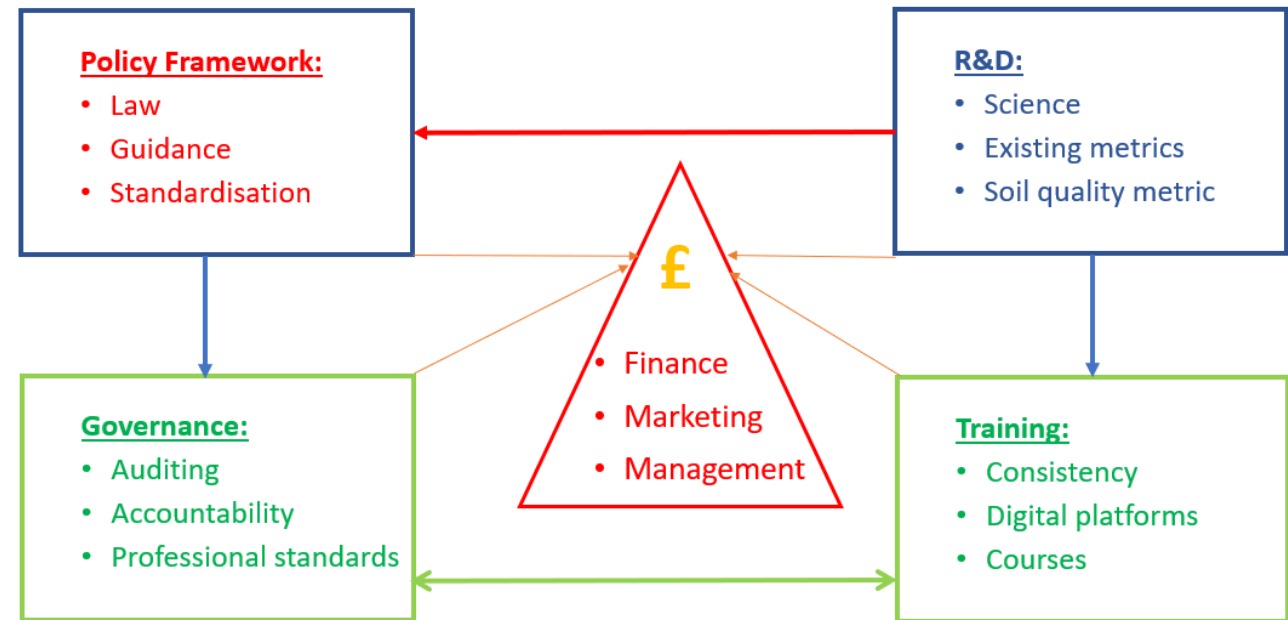 Policy Framework:
• Law
• Guidance
• Standardisation
R&D:
• Science
• Existing metrics
• Soil quality metric
£
• Finance
• Marketing
• Management
Governance:
• Auditing
• Accountability
• Professional standards
Training:
• Consistency
• Digital platforms
• Courses